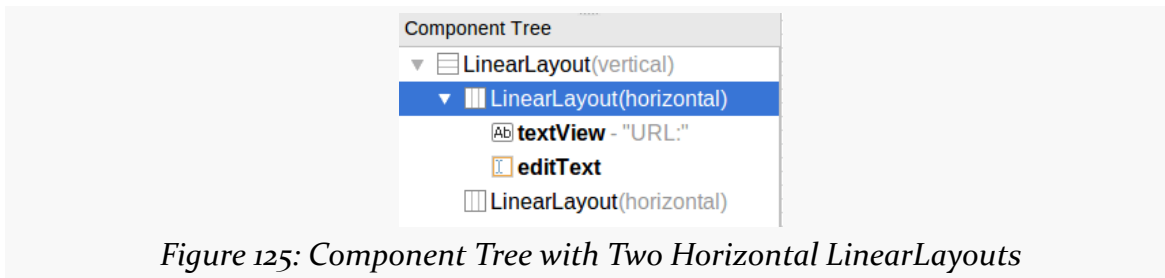 Component Tree
LinearLayout(vertical)
LinearLayout(horizontal)
Ab textView - "URL:"
editText
LinearLayout(horizontal)
Figure 125: Component Tree with Two Horizontal LinearLayouts